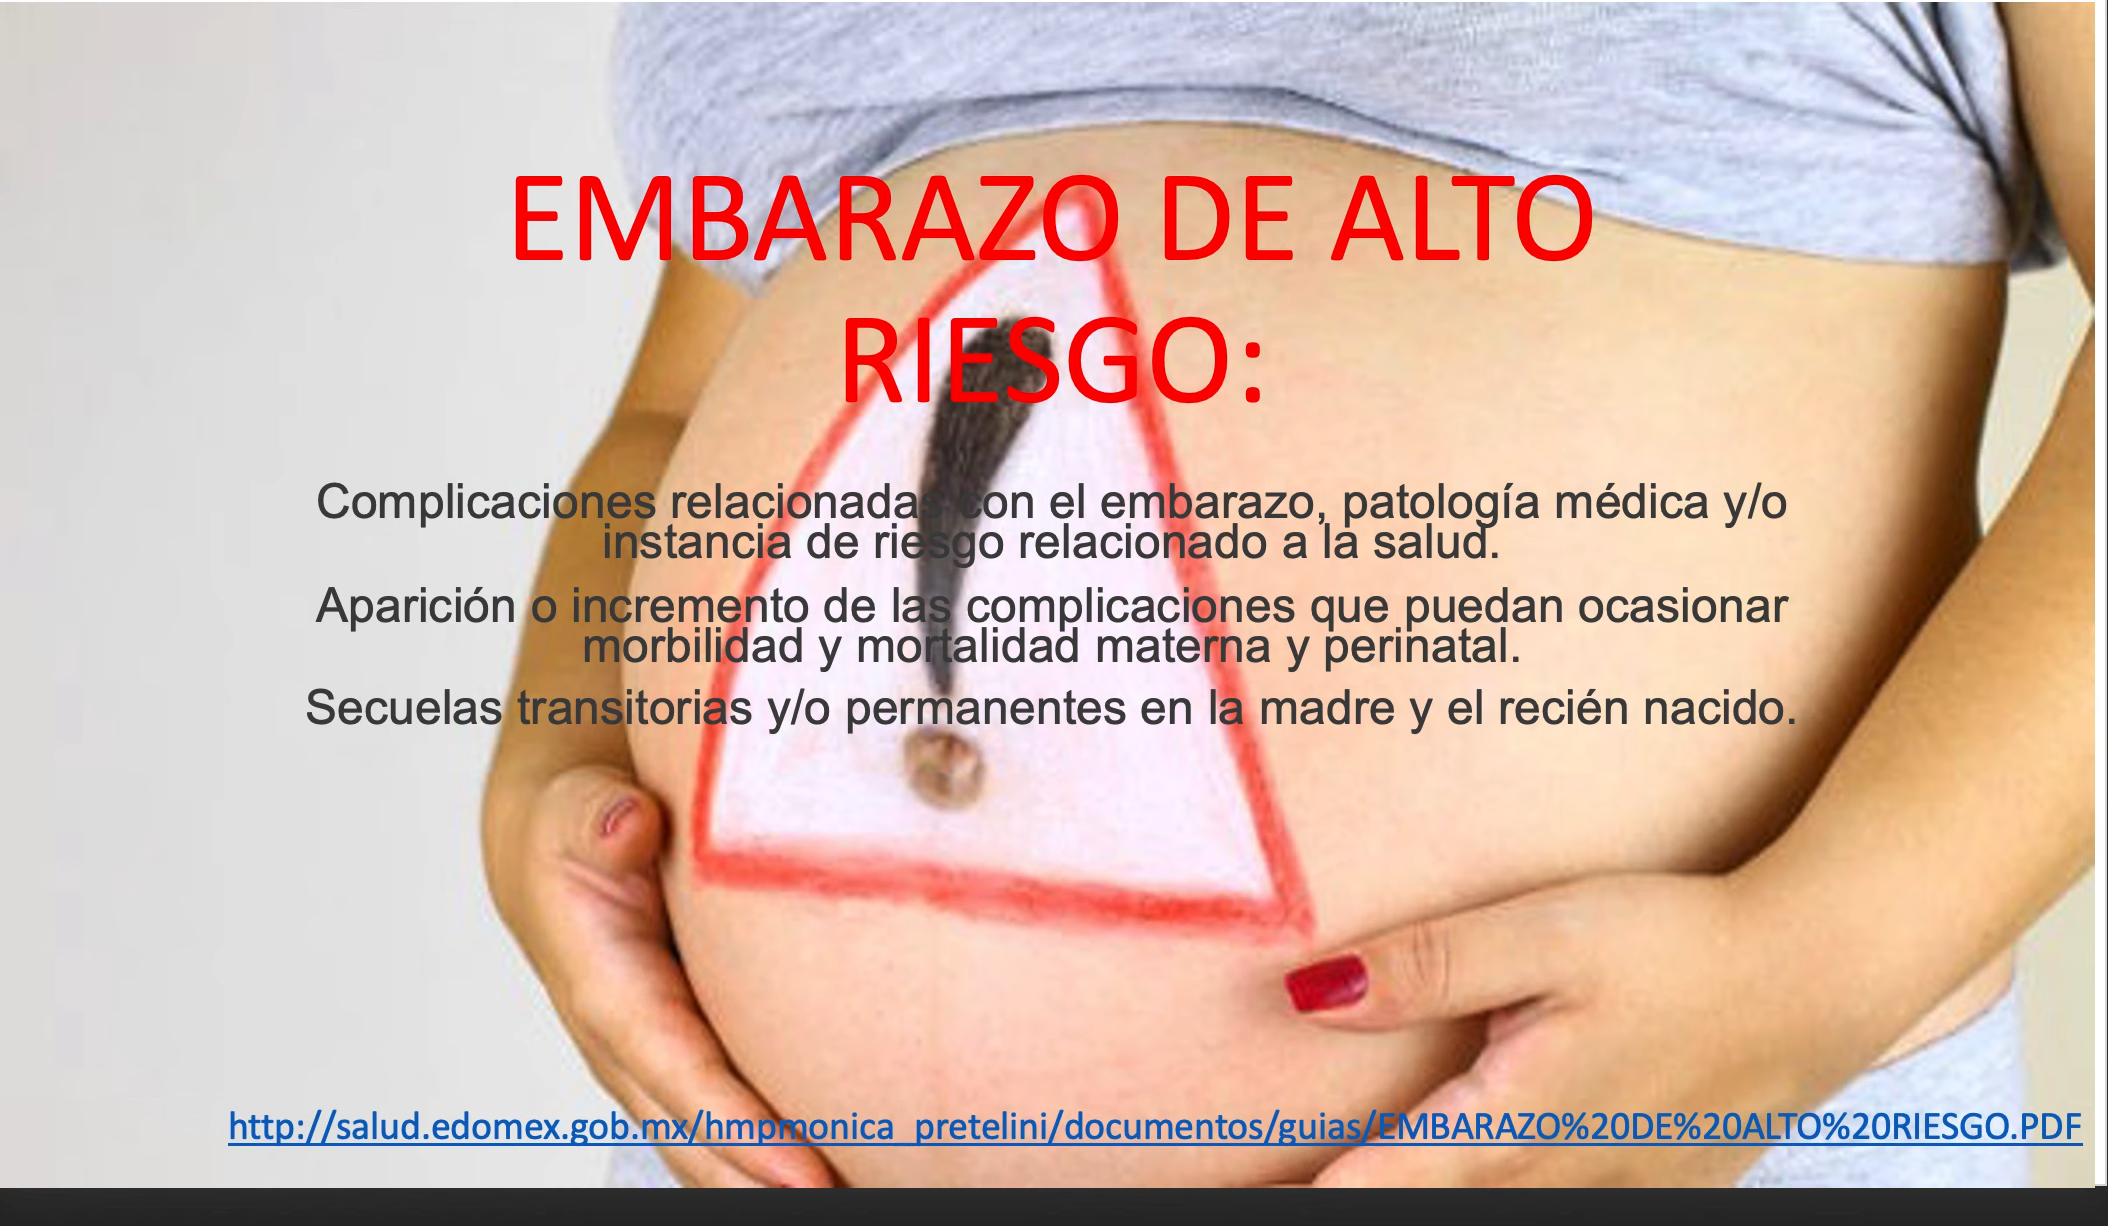 EMBARAZO DE ALTO
RIESGO:
Complicaciones relacionadas con el embarazo, patología médica y/o
instancia de riesgo relacionado a la salud.
Aparición o incremento de las complicaciones que puedan ocasionar
morbilidad y mortalidad materna y perinatal.
Secuelas transitorias y/o permanentes en la madre y el recién nacido.
http://salud.edomex.gob.mx/hmpmonica_pretelini/documentos/guias/EMBARAZO%20DE%20ALTO%20RIESGO.PDF